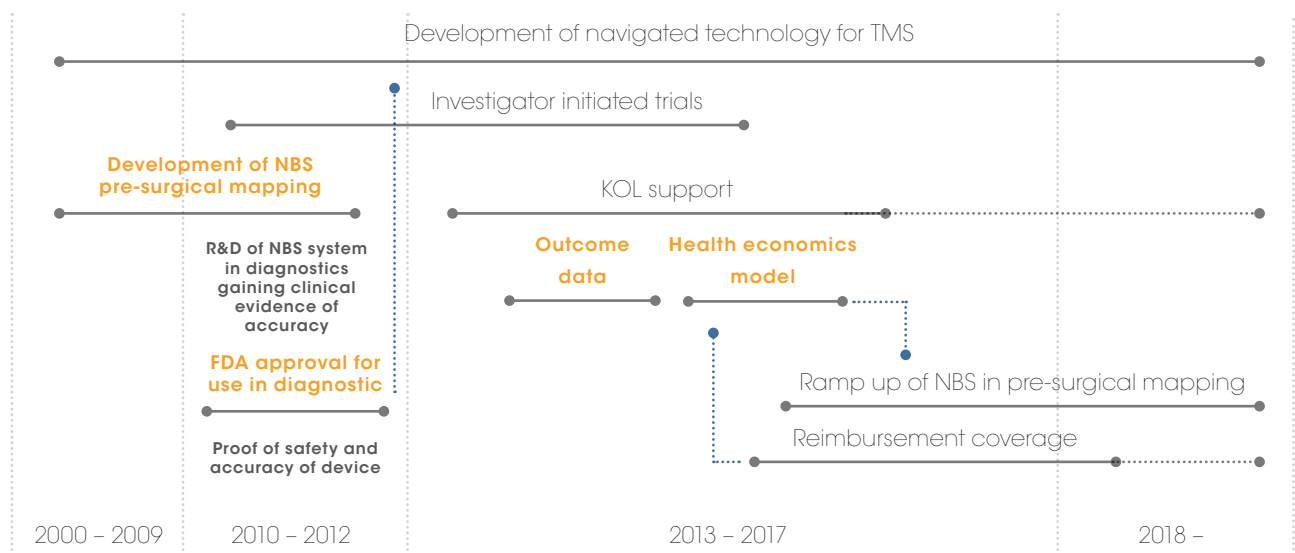 Development of navigated technology for TMS
Investigator initiated trials
Development of NBS
pre-surgical mapping
KOL support
R&D of NBS system
in diagnostics
gaining clinical
evidence of
accuracy
Outcome
data
Health economics
model
FDA approval for
use in diagnostic
Ramp up of NBS in pre-surgical mapping
Proof of safety and
accuracy of device
Reimbursement coverage
2000 – 2009
2010 – 2012
2013 – 2017
2018 –